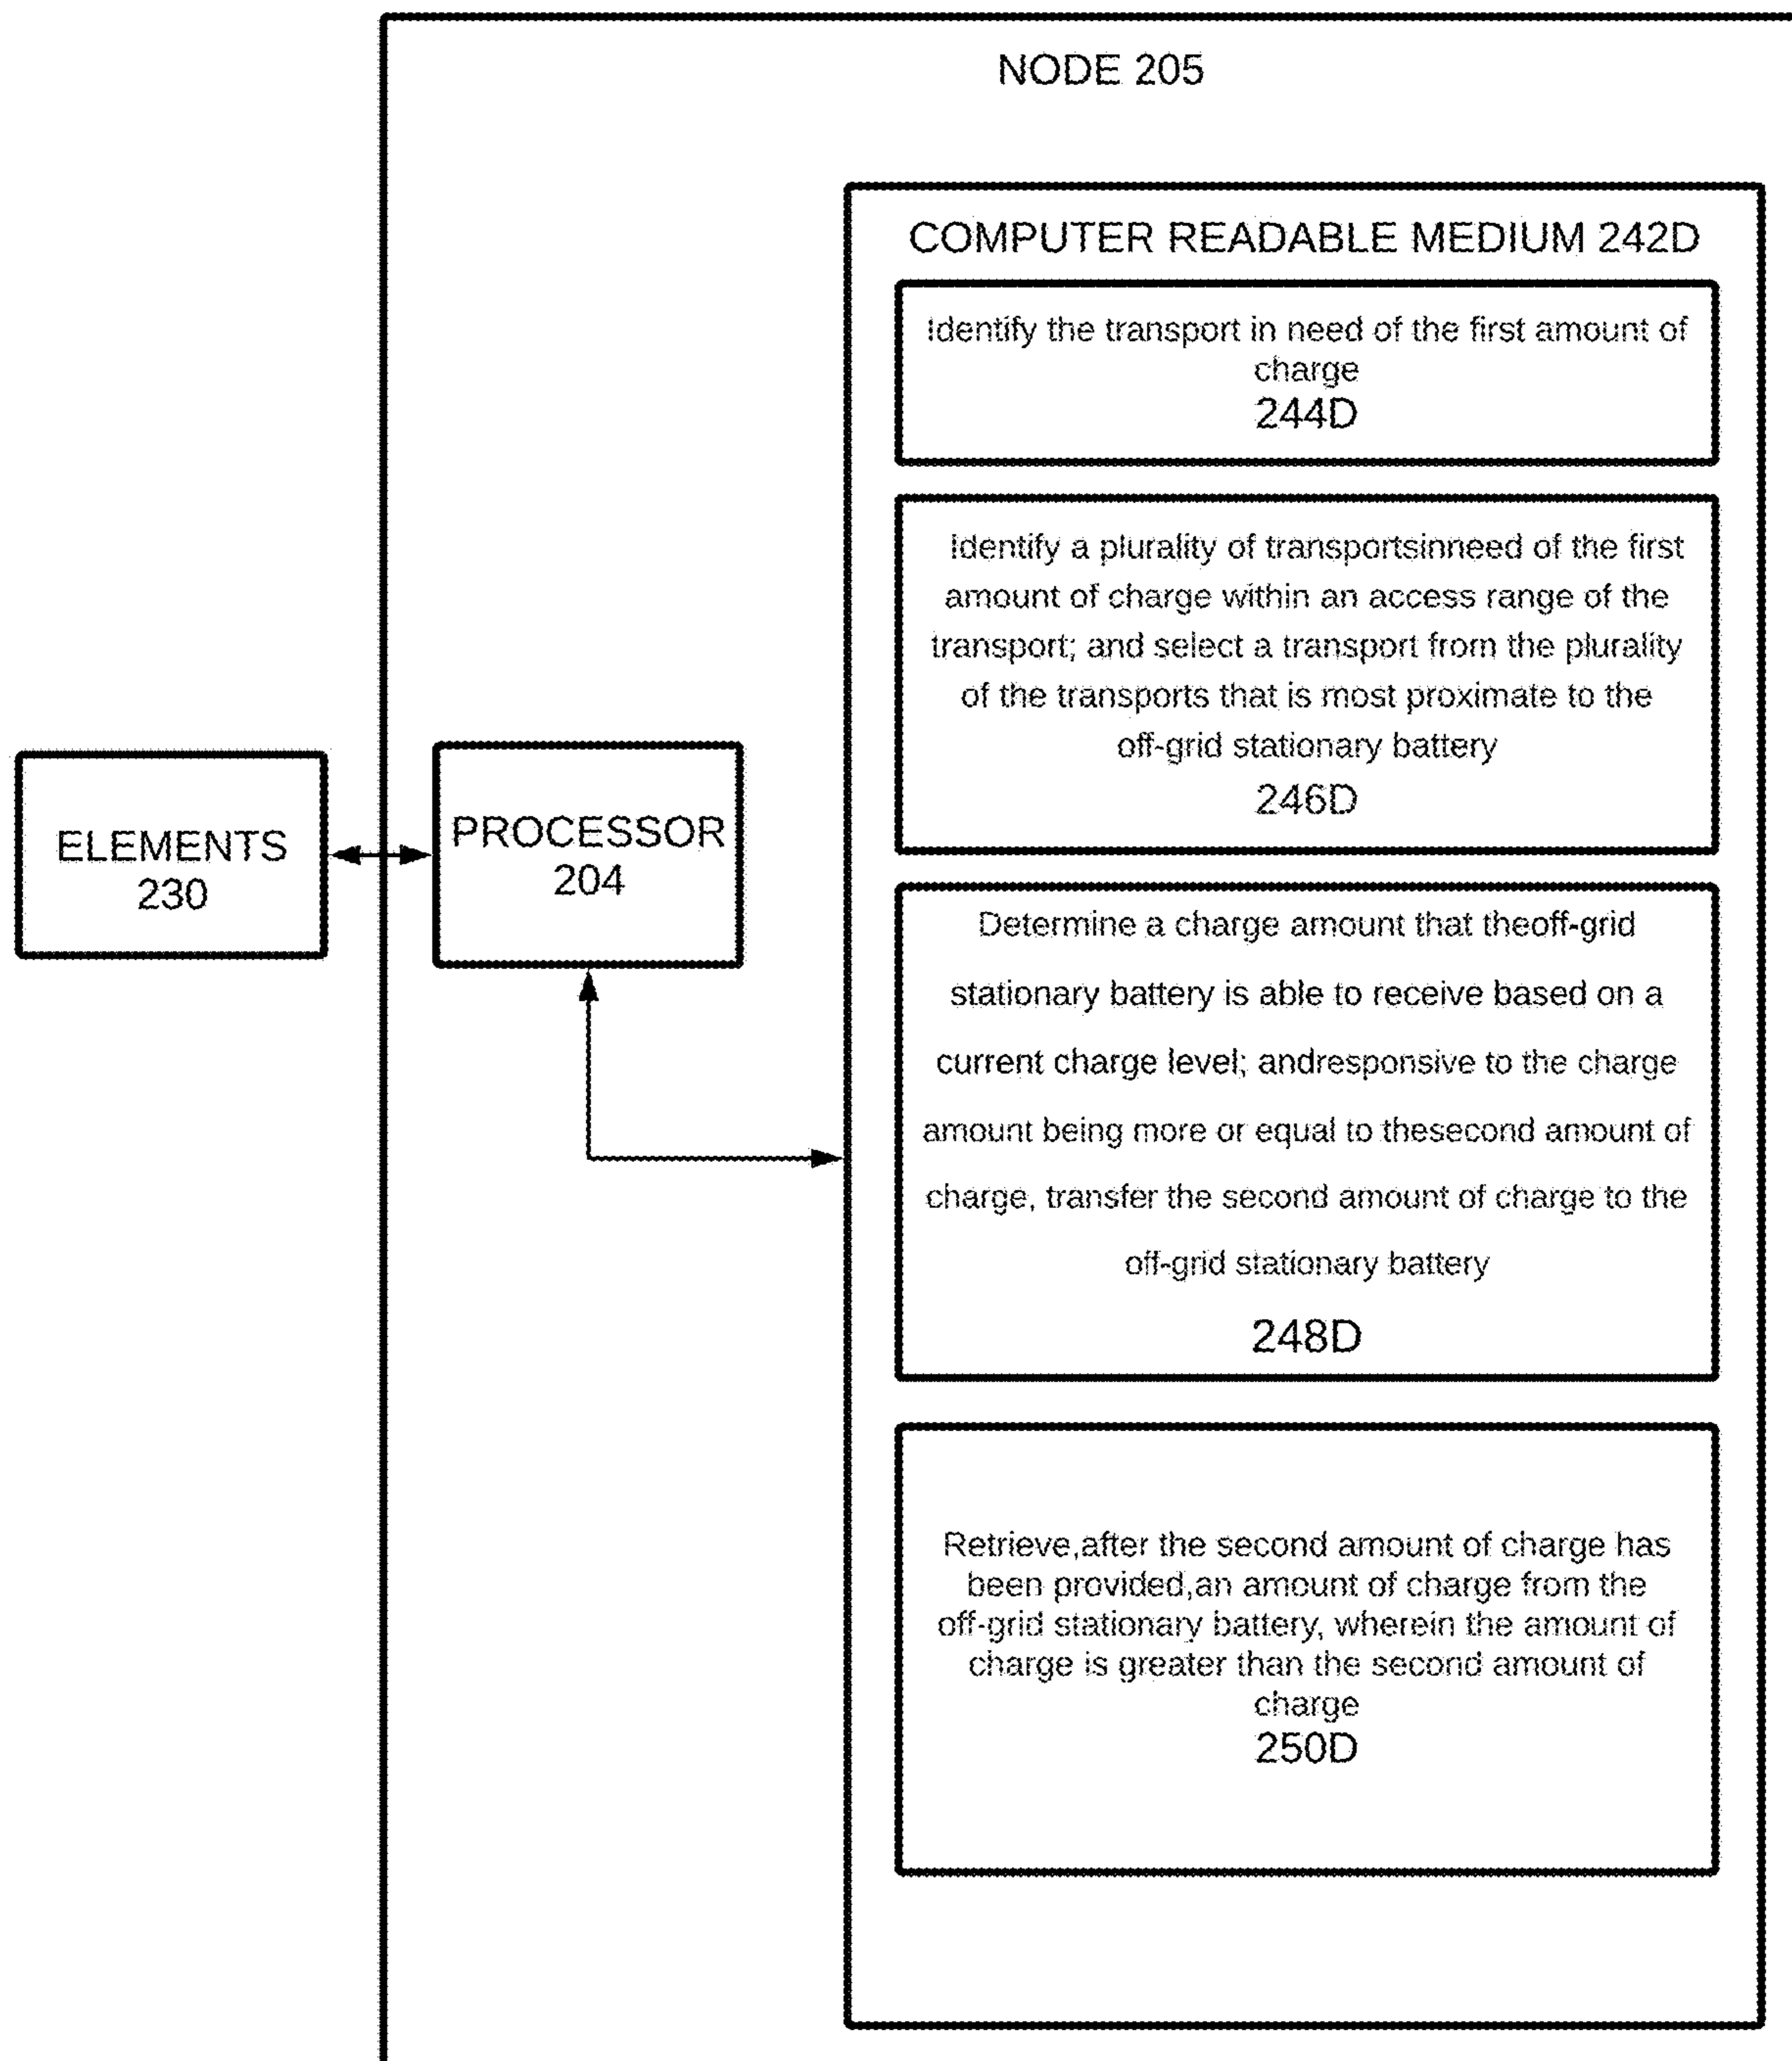 NODE 205
COMPUTER READABLE MEDIUM 242D
Identify the transport in need of the first amount of
charge
244D
Identify a plurality of transportsinneed of the first
amount of charge within an access range of the
transport; and select a transport from the plurality
of the transports that is most proximate to the
off-grid stationary battery
246D
ELEMENTS
230
PROCESSOR
204
Determine a charge amount that theoff-grid
stationary battery is able to receive based on a
current charge level; andresponsive to the charge
amount being more or equal to thesecond amount of
charge, transfer the second amount of charge to the
off-grid stationary battery
248D
Retrieve,after the second amount of charge has
been provided,an amount of charge from the
off-grid stationary battery, wherein the amount of
charge is greater than the second amount of
charge
250D